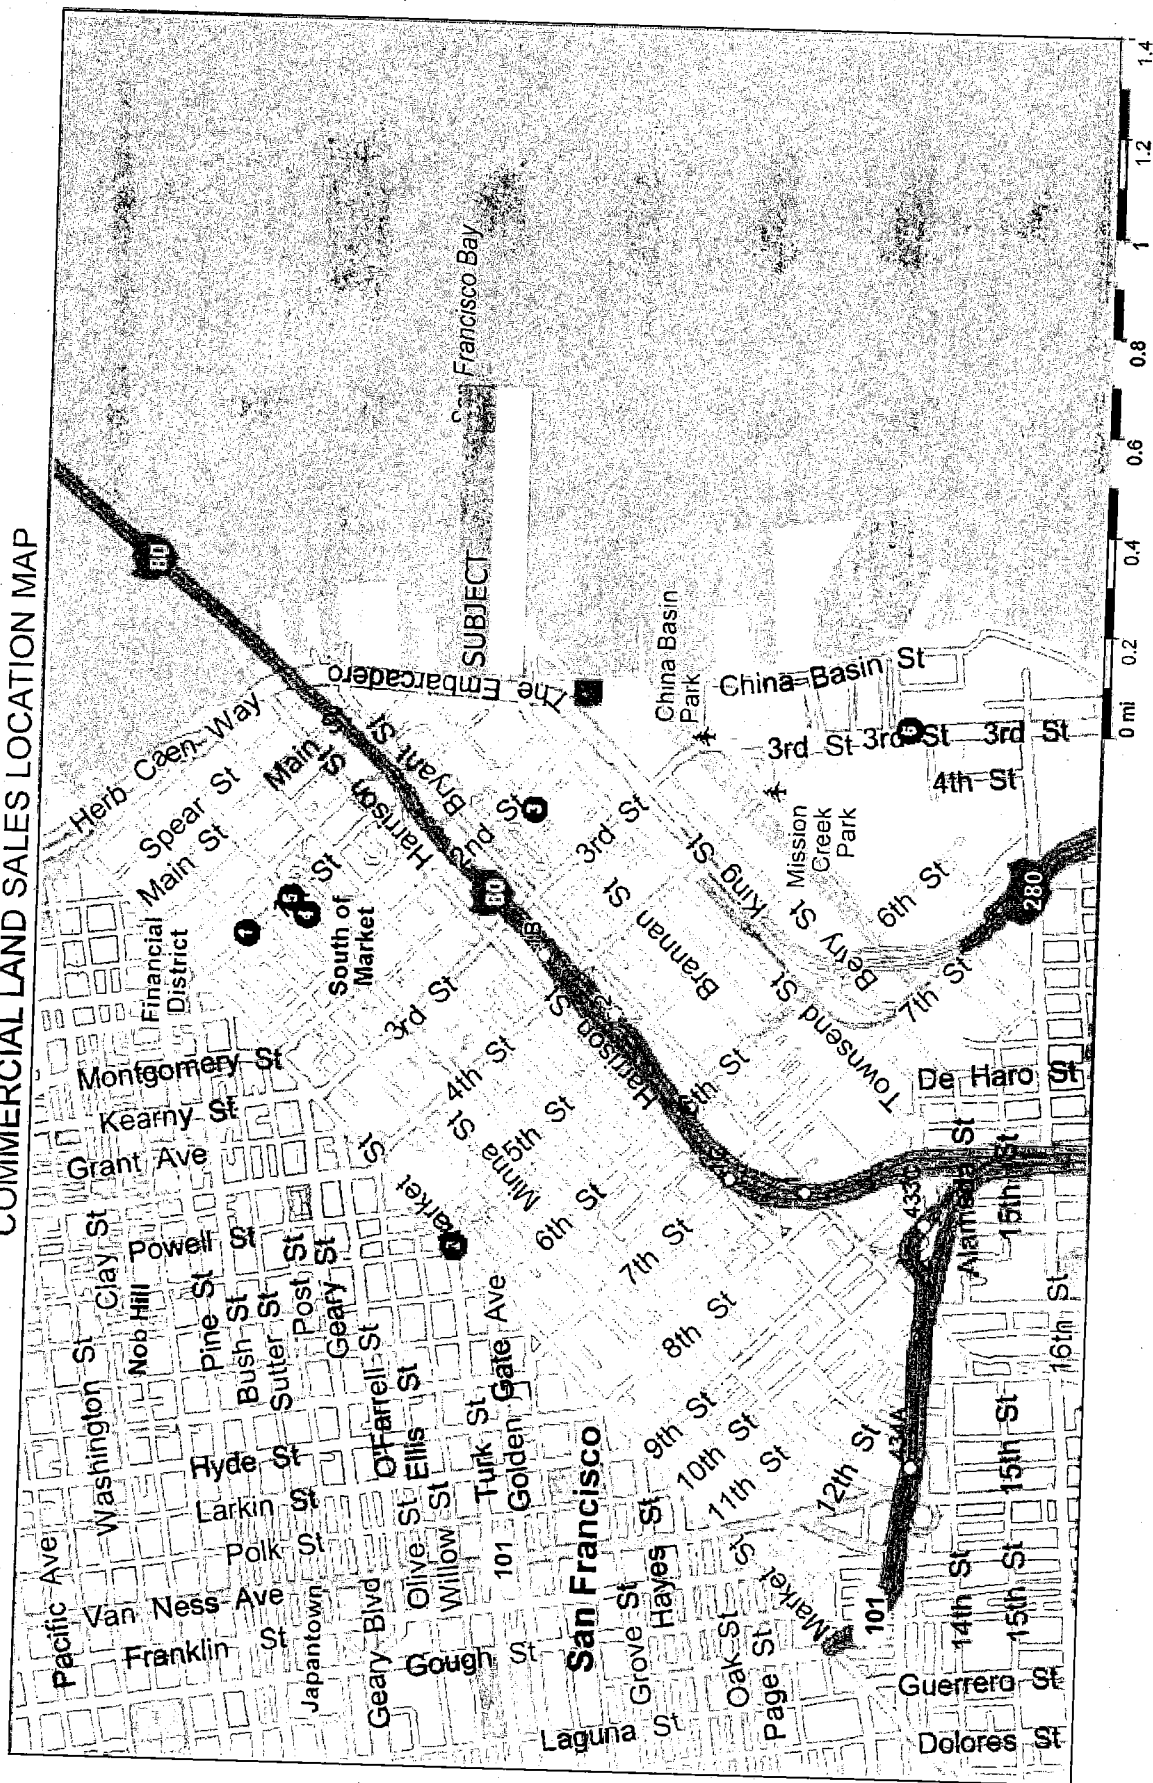 COMMERCIAL LAND SALES LOCATION MAP
Pacific Ave
Washington St
Clay St
Nob Hill
Powell St
Pine St
Bush St
Sutter St
Post St
Geary St
Grant Ave
Kearny St
Montgomery St
Financial
District
Herb Caen Way
Spear St
Main St
Main St
80
Van Ness Ave
Franklin St
Polk St
Larkin St
Hyde St
Japantown
Geary Blvd
O'Farrell St
Olive St
Ellis St
Willow St
Turk St
Golden Gate Ave
101
Gough St
San Francisco
Laguna St
Grove St
Hayes St
Oak St
Page St
Market St
Market St
Minna St
South of
Market
1
5
4
2
3
6
3rd St
4th St
5th St
6th St
7th St
8th St
9th St
10th St
11th St
12th St
Harrison St
Harrison St
Bryant St
2nd St
3rd St
80
The Embarcadero
SUBJECT
San Francisco Bay
Brannan St
King St
Berry St
Townsend St
6th St
6th St
7th St
China Basin
Park
China Basin St
Mission
Creek
Park
3rd St
3rd St
3rd St
4th St
280
De Haro St
Alameda St
15th St
16th St
433C
434A
101
14th St
15th St
15th St
Guerrero St
Dolores St
0 mi
0.2
0.4
0.6
0.8
1
1.2
1.4